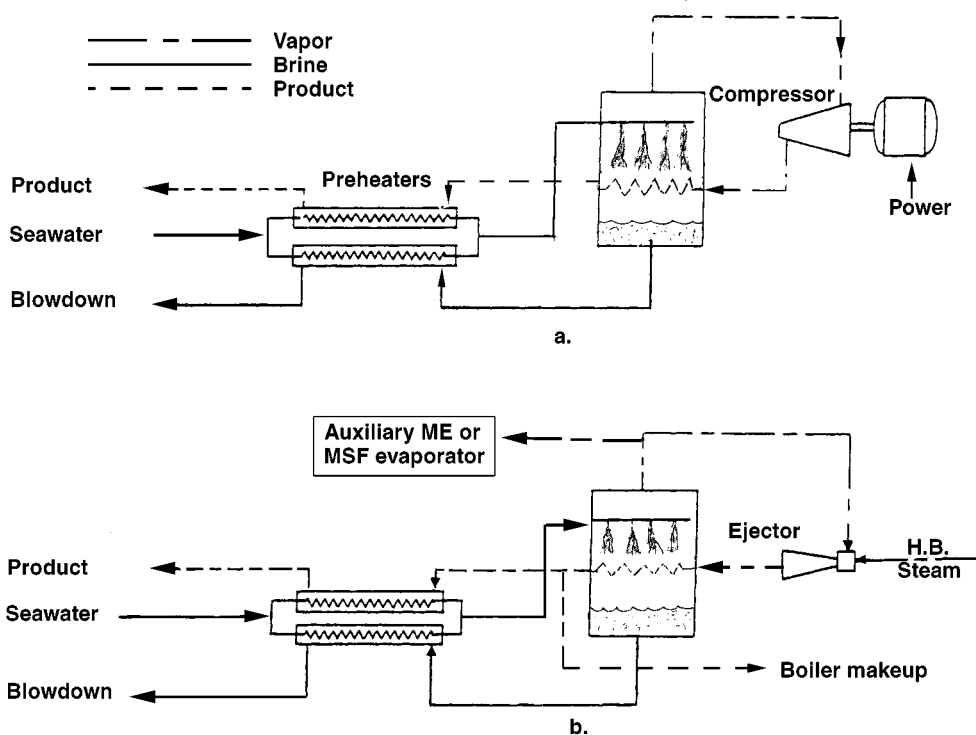 Vapor
Brine
Product
Compressor
Product
Preheaters
Seawater
Power
Blowdown
a.
Auxiliary ME or
MSF evaporator
Ejector
H.B.
Steam
Product
Seawater
Boiler makeup
Blowdown
b.